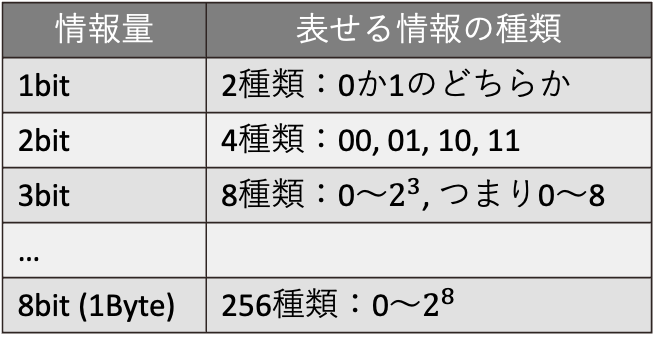 情報量 表せる情報の種類
1bit 2種類：0か1のどちらか
2bit 4種類：00, 01, 10, 11
3bit 8種類：0〜2³, つまり0〜8
...
8bit (1Byte) 256種類：0〜2⁸